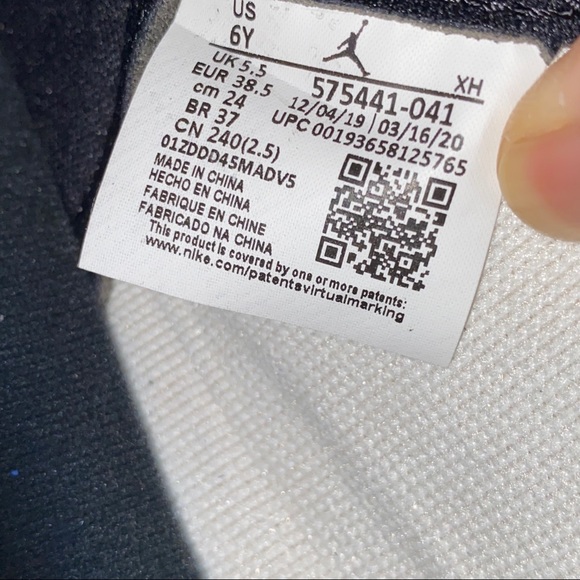 US
6Y
XH
UK 5.5
EUR 38.5
cm 24
BR 37
CN 240(2.5)
575441-041
12/04/19 | 03/16/20
UPC 00193658125765
01ZDDD45MADV5
MADE IN CHINA
HECHO EN CHINA
FABRIQUE EN CHINE
FABRICADO NA CHINA
This product is covered by one or more patents:
www.nike.com/patentsvirtualmarking